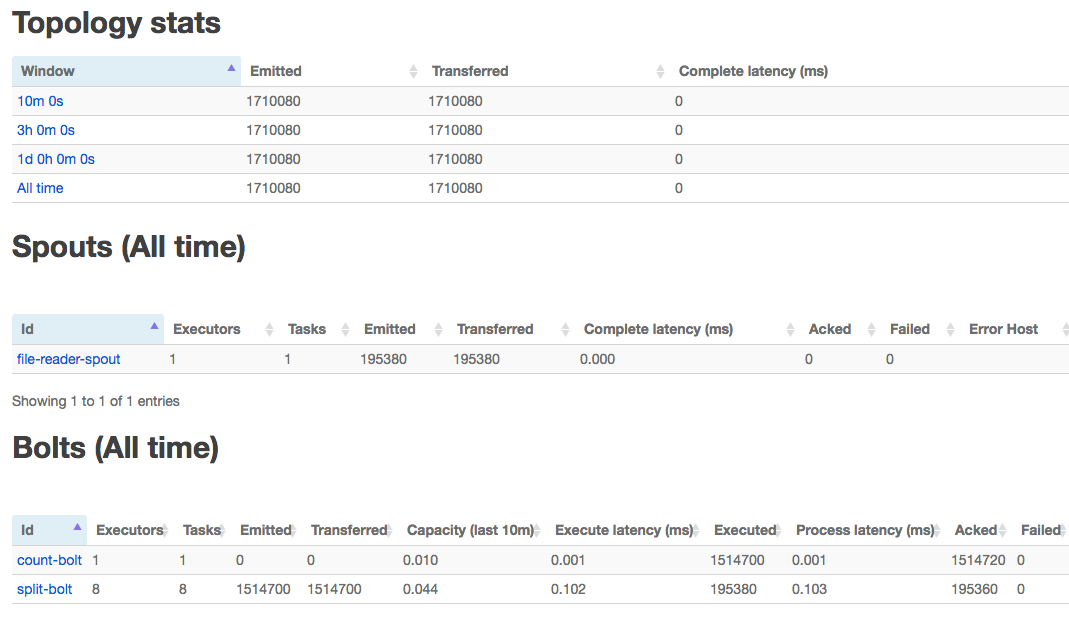 Topology stats
Window Emitted Transferred Complete latency (ms)
10m 0s 1710080 1710080 0
3h 0m 0s 1710080 1710080 0
1d 0h 0m 0s 1710080 1710080 0
All time 1710080 1710080 0
Spouts (All time)
Id Executors Tasks Emitted Transferred Complete latency (ms) Acked Failed Error Host
file-reader-spout 1 1 195380 195380 0.000 0 0
Showing 1 to 1 of 1 entries
Bolts (All time)
Id Executors Tasks Emitted Transferred Capacity (last 10m) Execute latency (ms) Executed Process latency (ms) Acked Failed
count-bolt 1 1 0 0 0.010 0.001 1514700 0.001 1514720 0
split-bolt 8 8 1514700 1514700 0.044 0.102 195380 0.103 195360 0